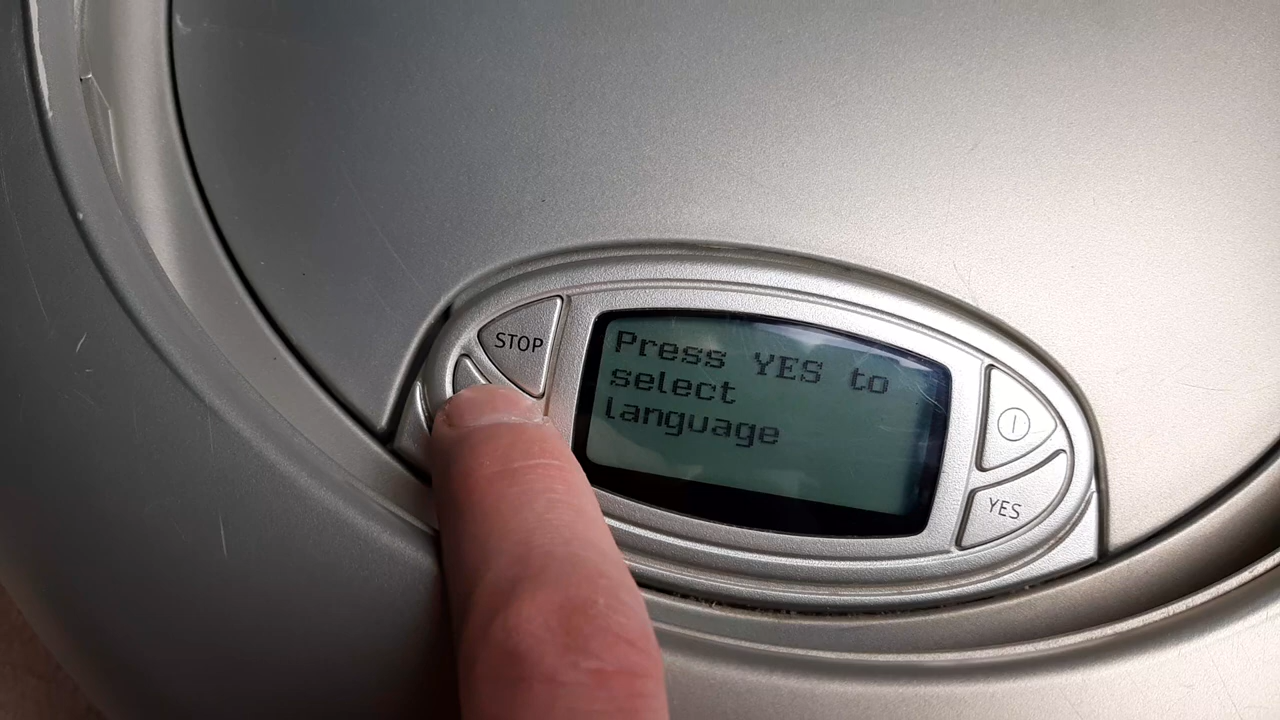 STOP
Press YES to
select
language
YES